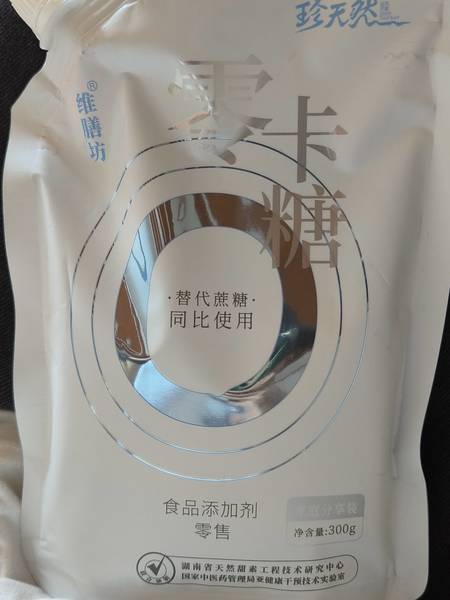 珍天然
维膳坊®
零卡糖
·替代蔗糖·
同比使用
食品添加剂
零售
分享装
净含量:300g
湖南省天然甜素工程技术研究中心
国家中医药管理局亚健康干预技术实验室